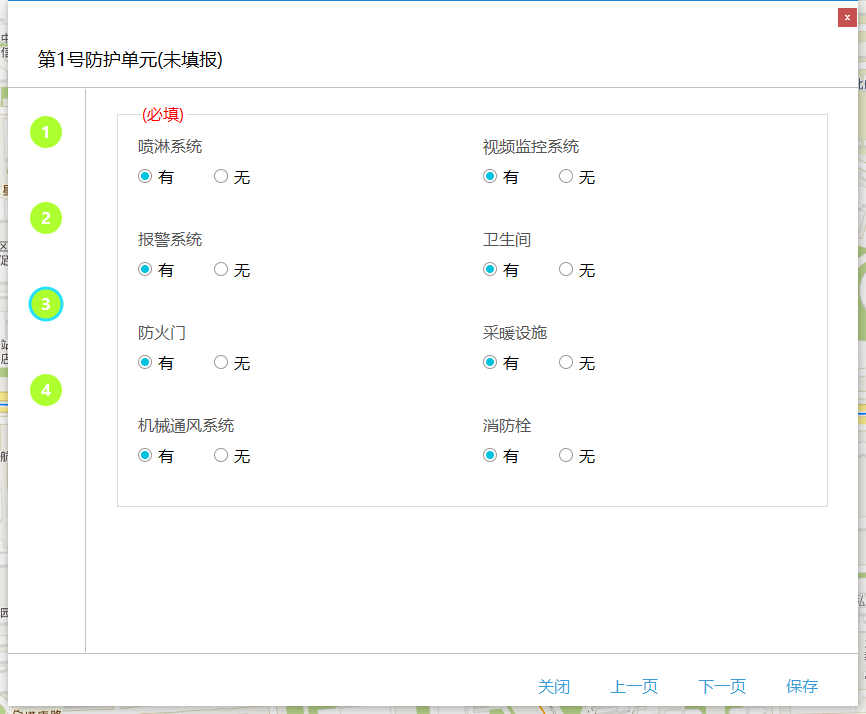 x
第1号防护单元(未填报)
1
2
3
4
(必填)
喷淋系统
有 无
视频监控系统
有 无
报警系统
有 无
卫生间
有 无
防火门
有 无
采暖设施
有 无
机械通风系统
有 无
消防栓
有 无
关闭 上一页 下一页 保存